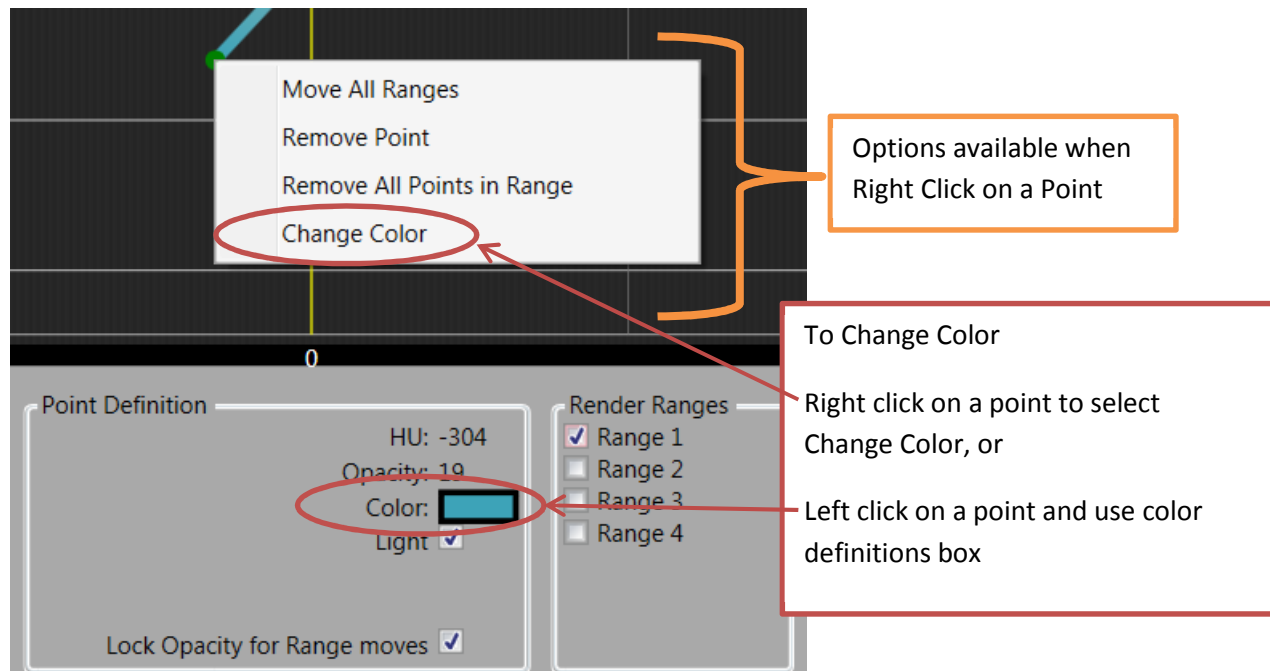 Move All Ranges
Remove Point
Remove All Points in Range
Change Color
Options available when
Right Click on a Point
0
To Change Color
Right click on a point to select
Change Color, or
Left click on a point and use color
definitions box
Point Definition
HU: -304
Opacity: 19
Color:
Light
Lock Opacity for Range moves
Render Ranges
Range 1
Range 2
Range 3
Range 4